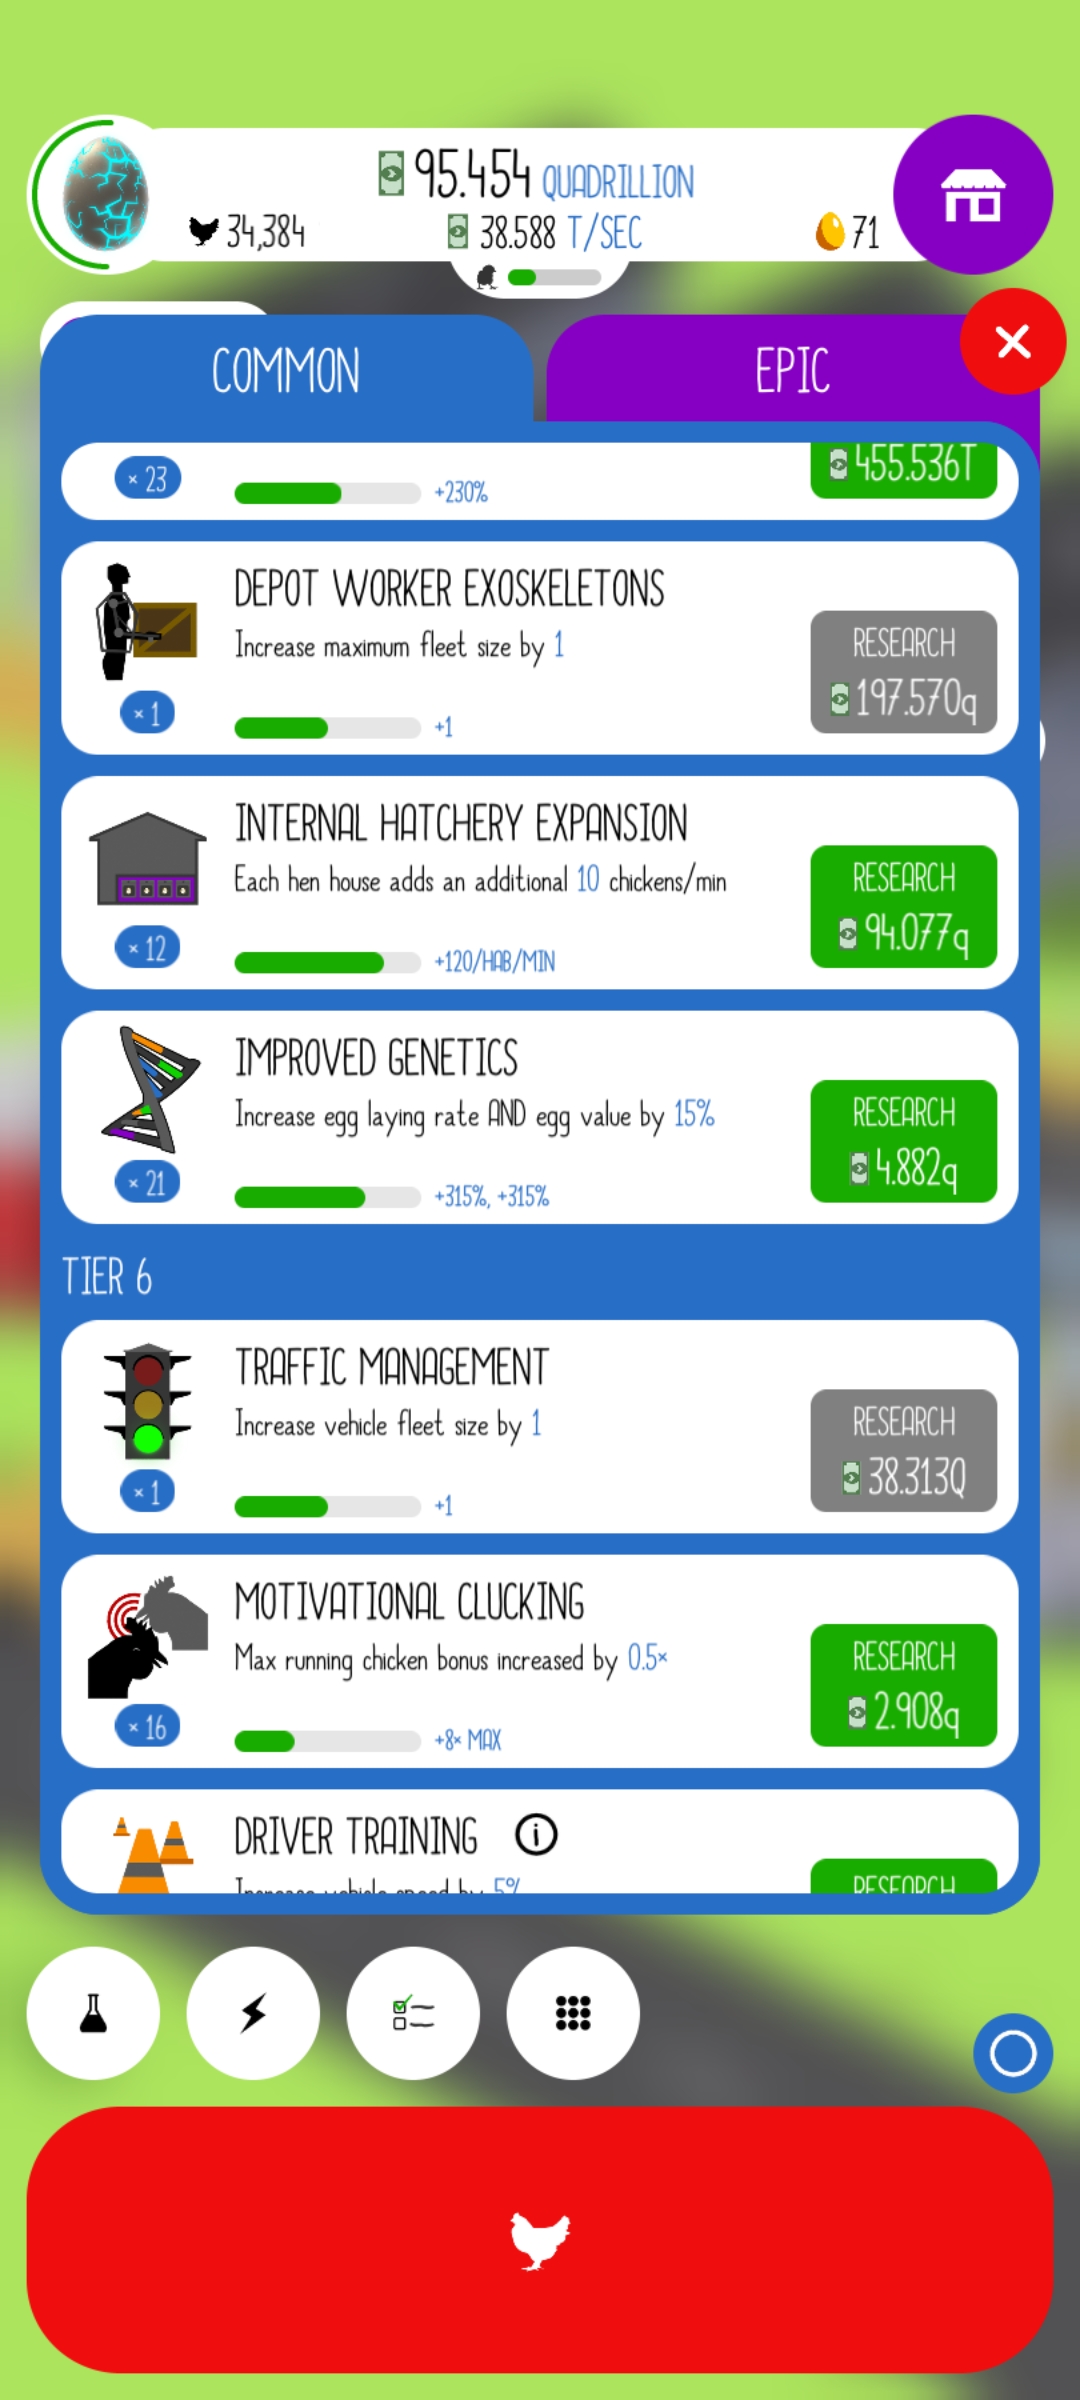 95.454 QUADRILLION
34,384
38.588 T/SEC
71
COMMON
EPIC
× 23
+230%
455.536T
DEPOT WORKER EXOSKELETONS
Increase maximum fleet size by 1
RESEARCH
197.570q
× 1
+1
INTERNAL HATCHERY EXPANSION
Each hen house adds an additional 10 chickens/min
RESEARCH
94.077q
× 12
+120/HAB/MIN
IMPROVED GENETICS
Increase egg laying rate AND egg value by 15%
RESEARCH
4.882q
× 21
+315%, +315%
TIER 6
TRAFFIC MANAGEMENT
Increase vehicle fleet size by 1
RESEARCH
38.313Q
× 1
+1
MOTIVATIONAL CLUCKING
Max running chicken bonus increased by 0.5×
RESEARCH
2.908q
× 16
+8× MAX
DRIVER TRAINING
Increase vehicle speed by 5%
RESEARCH